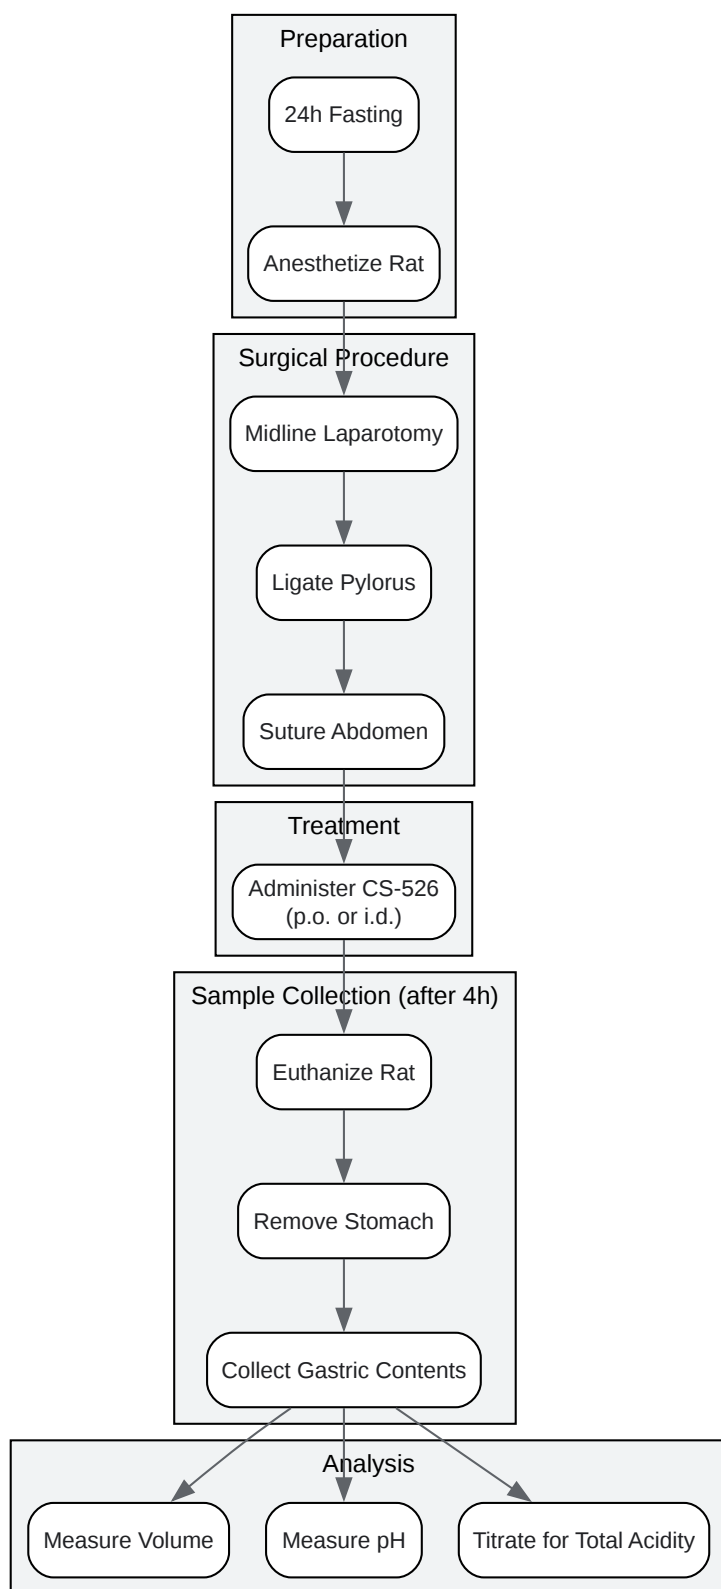 Preparation
24h Fasting
Anesthetize Rat
Surgical Procedure
Midline Laparotomy
Ligate Pylorus
Suture Abdomen
Treatment
Administer CS-526
(p.o. or i.d.)
Sample Collection (after 4h)
Euthanize Rat
Remove Stomach
Collect Gastric Contents
Analysis
Measure Volume
Measure pH
Titrate for Total Acidity